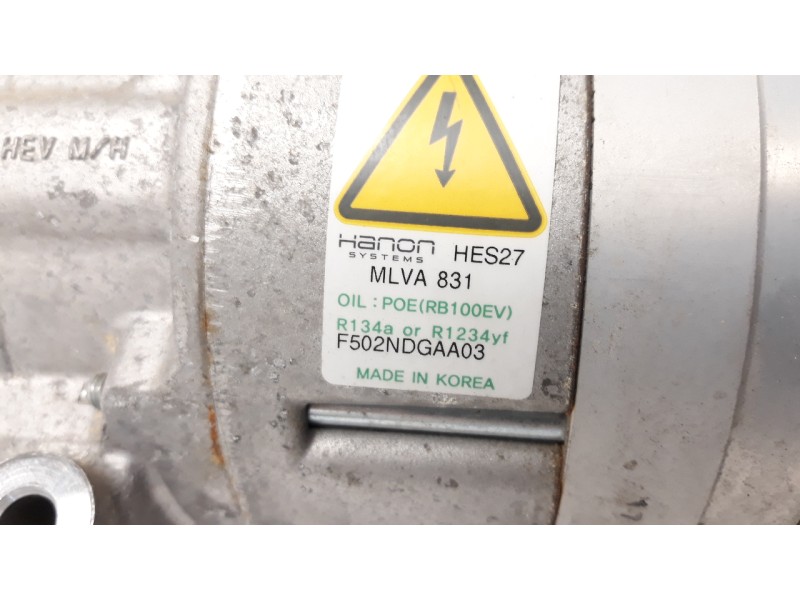 HEV M/H
Hanon HES27
SYSTEMS
MLVA 831
OIL : POE(RB100EV)
R134a or R1234yf
F502NDGAA03
MADE IN KOREA